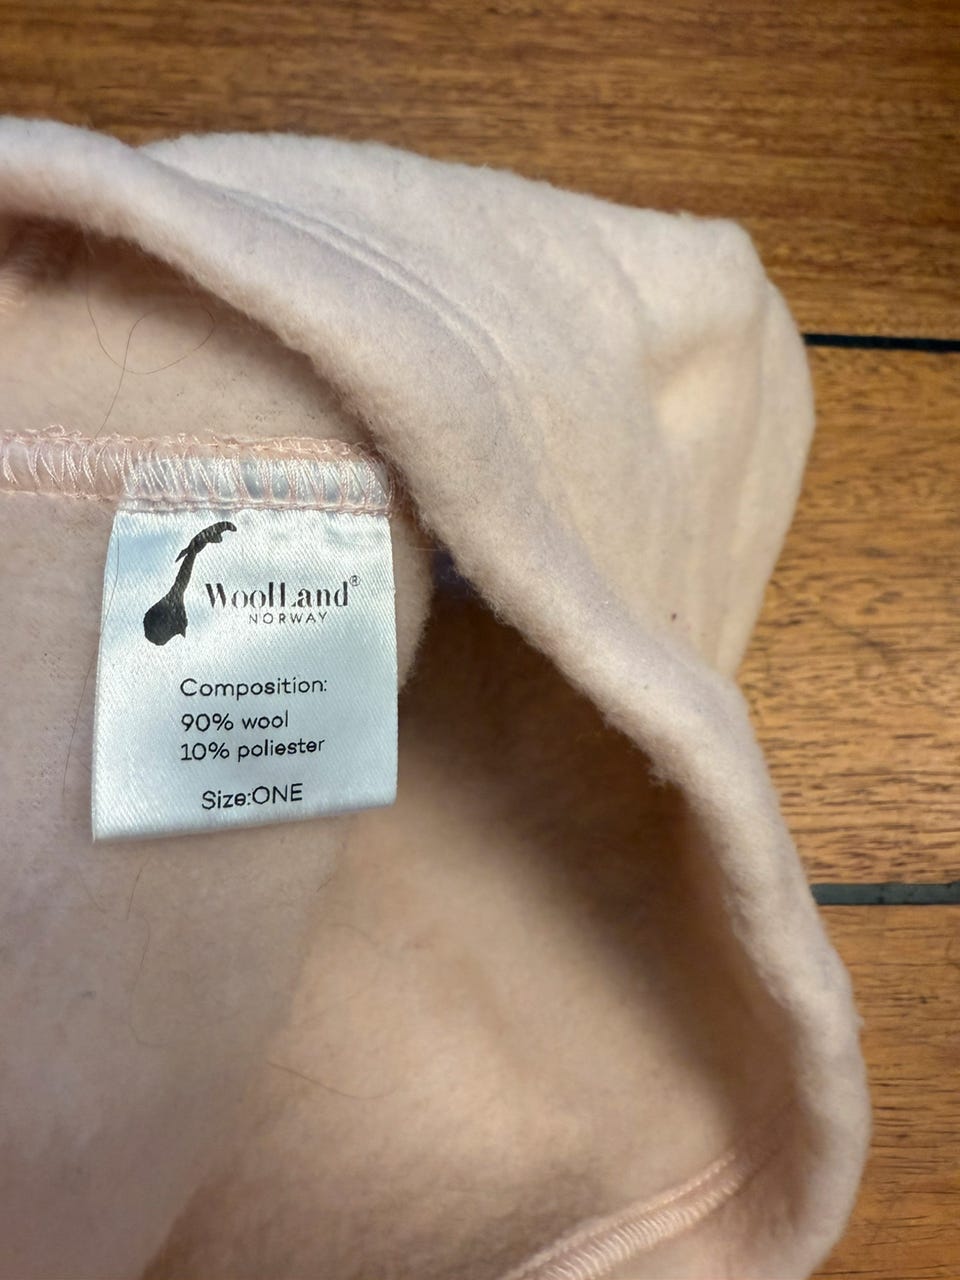 WoolLand®
NORWAY
Composition:
90% wool
10% poliester
Size:ONE